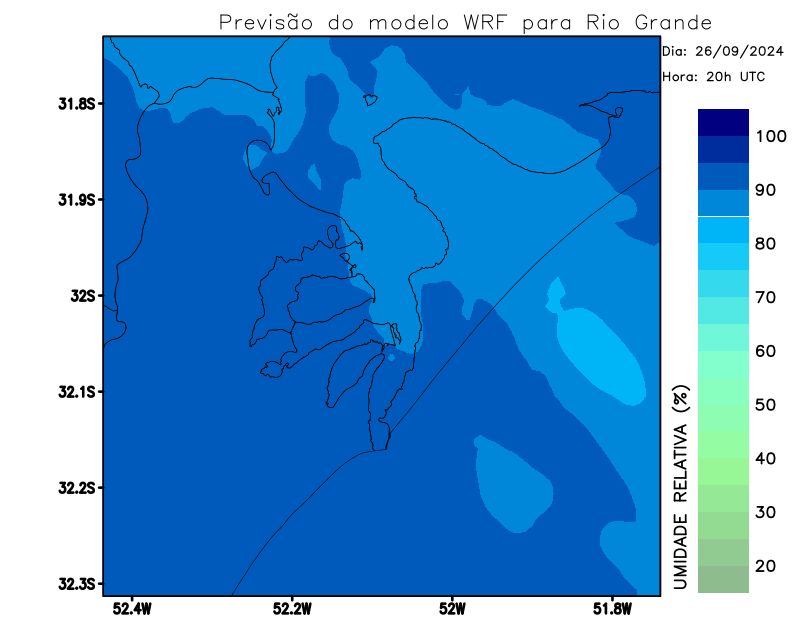 Previsão do modelo WRF para Rio Grande
Dia: 26/09/2024
Hora: 20h UTC
31.8S
31.9S
32S
32.1S
32.2S
32.3S
52.4W
52.2W
52W
51.8W
UMIDADE RELATIVA (%)
100
90
80
70
60
50
40
30
20